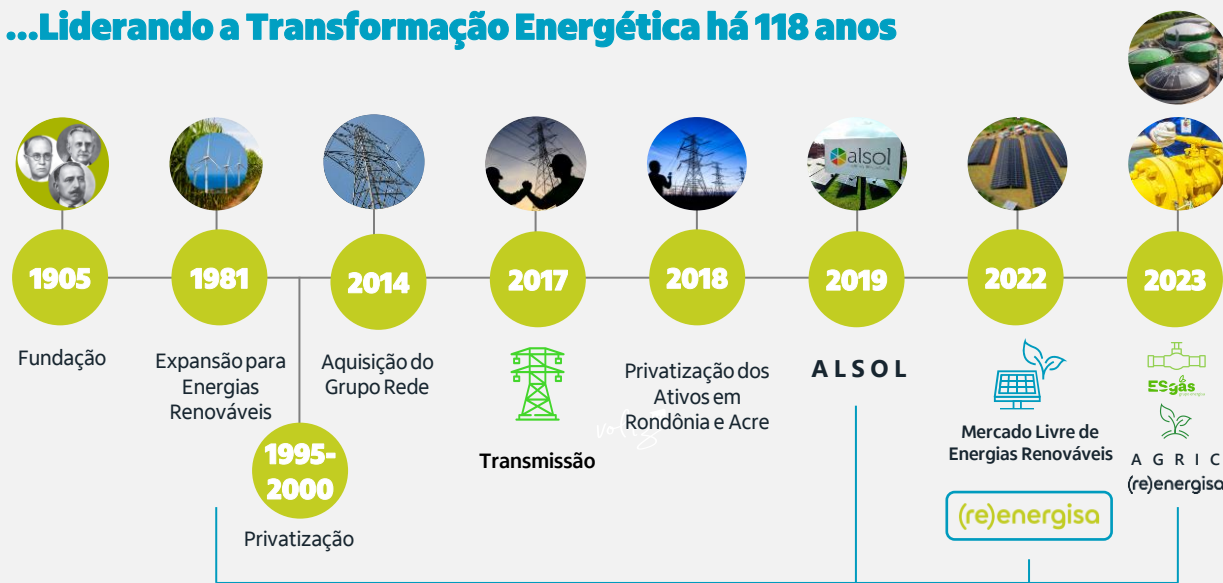 ...Liderando a Transformação Energética há 118 anos
alsol
1905
1981
2014
2017
2018
2019
2022
2023
Fundação
Expansão para
Energias
Renováveis
1995-
2000
Privatização
Aquisição do
Grupo Rede
Transmissão
Privatização dos
Ativos em
Rondônia e Acre
ALSOL
Mercado Livre de
Energias Renováveis
(re)energisa
ESgás
AGRIC
(re)energisa